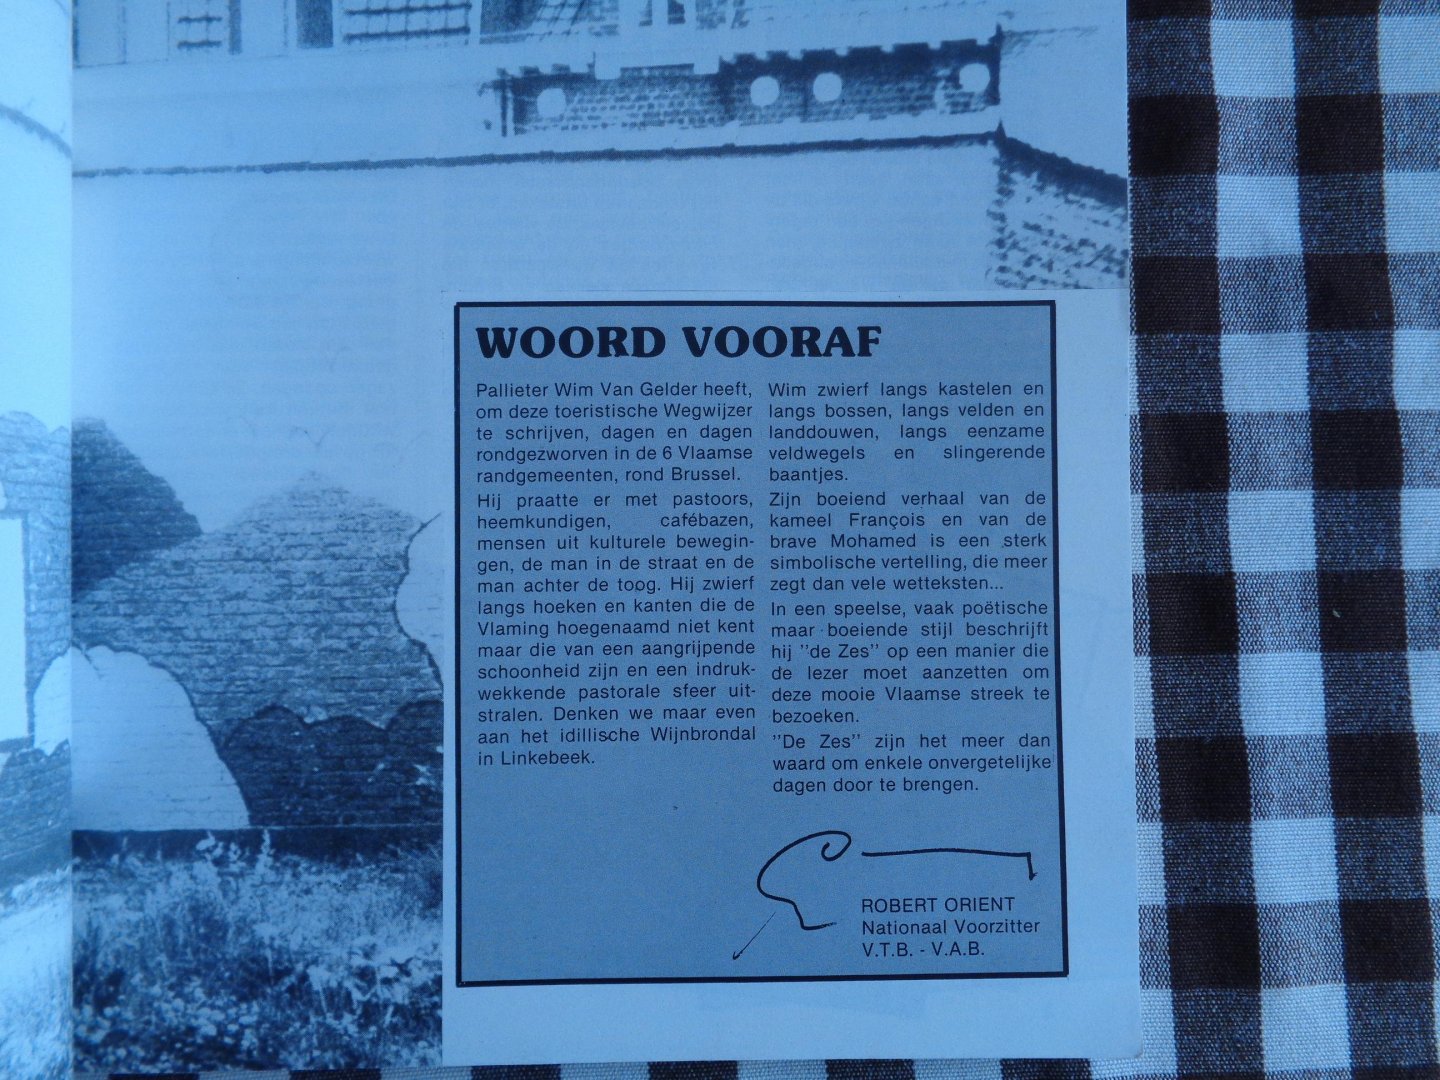 WOORD VOORAF
Pallieter Wim Van Gelder heeft,
om deze toeristische Wegwijzer
te schrijven, dagen en dagen
rondgezworven in de 6 Vlaamse
randgemeenten, rond Brussel.
Hij praatte er met pastoors,
heemkundigen, cafébazen,
mensen uit kulturele bewegin-
gen, de man in de straat en de
man achter de toog. Hij zwierf
langs hoeken en kanten die de
Vlaming hoegenaamd niet kent
maar die van een aangrijpende
schoonheid zijn en een indruk-
wekkende pastorale sfeer uit-
stralen. Denken we maar even
aan het idillische Wijnbrondal
in Linkebeek.
Wim zwierf langs kastelen en
langs bossen, langs velden en
landdouwen, langs eenzame
veldwegels en slingerende
baantjes.
Zijn boeiend verhaal van de
kameel François en van de
brave Mohamed is een sterk
simbolische vertelling, die meer
zegt dan vele wetteksten...
In een speelse, vaak poëtische
maar boeiende stijl beschrijft
hij "de Zes" op een manier die
de lezer moet aanzetten om
deze mooie Vlaamse streek te
bezoeken.
"De Zes" zijn het meer dan
waard om enkele onvergetelijke
dagen door te brengen.
ROBERT ORIENT
Nationaal Voorzitter
V.T.B. - V.A.B.